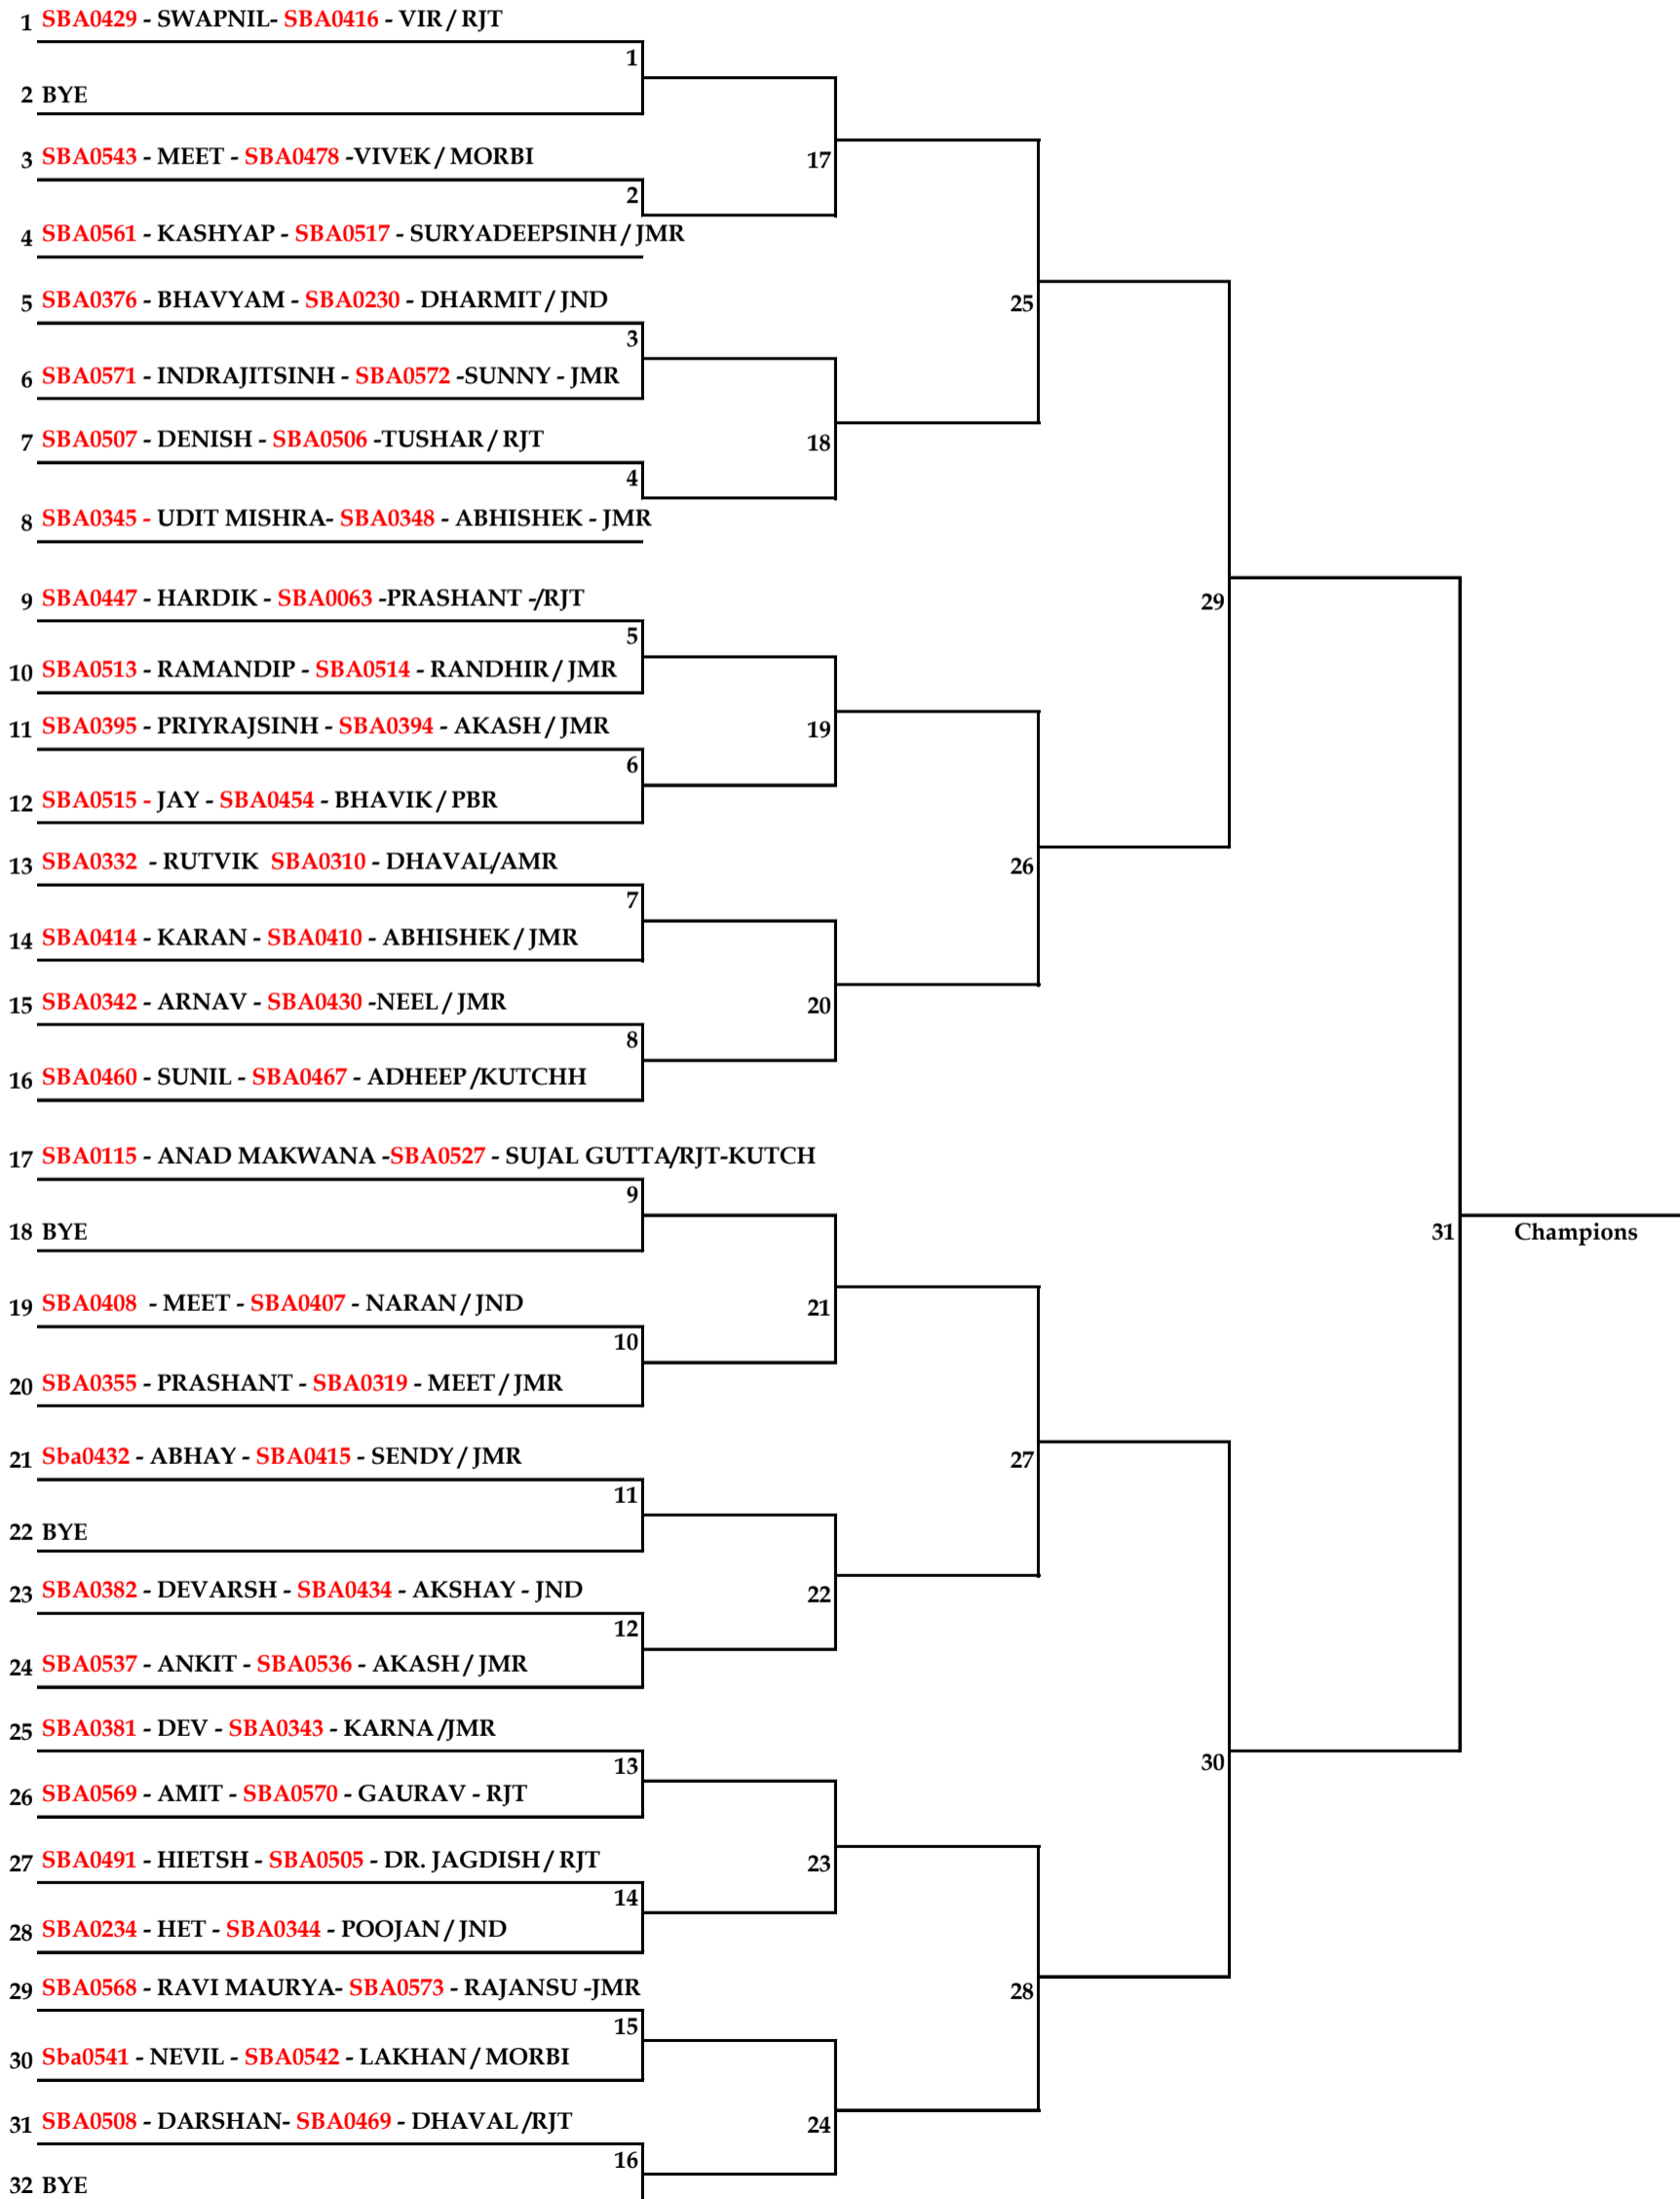 1 SBA0429 - SWAPNIL- SBA0416 - VIR / RJT
1
2 BYE
3 SBA0543 - MEET - SBA0478 -VIVEK / MORBI
17
2
4 SBA0561 - KASHYAP - SBA0517 - SURYADEEPSINH / JMR
5 SBA0376 - BHAVYAM - SBA0230 - DHARMIT / JND
25
3
6 SBA0571 - INDRAJITSINH - SBA0572 -SUNNY - JMR
7 SBA0507 - DENISH - SBA0506 -TUSHAR / RJT
18
4
8 SBA0345 - UDIT MISHRA- SBA0348 - ABHISHEK - JMR
9 SBA0447 - HARDIK - SBA0063 -PRASHANT -/RJT
29
5
10 SBA0513 - RAMANDIP - SBA0514 - RANDHIR / JMR
11 SBA0395 - PRIYRAJSINH - SBA0394 - AKASH / JMR
19
6
12 SBA0515 - JAY - SBA0454 - BHAVIK / PBR
13 SBA0332 - RUTVIK SBA0310 - DHAVAL/AMR
26
7
14 SBA0414 - KARAN - SBA0410 - ABHISHEK / JMR
15 SBA0342 - ARNAV - SBA0430 -NEEL / JMR
20
8
16 SBA0460 - SUNIL - SBA0467 - ADHEEP /KUTCHH
17 SBA0115 - ANAD MAKWANA -SBA0527 - SUJAL GUTTA/RJT-KUTCH
9
18 BYE
31 Champions
19 SBA0408 - MEET - SBA0407 - NARAN / JND
21
10
20 SBA0355 - PRASHANT - SBA0319 - MEET / JMR
21 Sba0432 - ABHAY - SBA0415 - SENDY / JMR
27
11
22 BYE
23 SBA0382 - DEVARSH - SBA0434 - AKSHAY - JND
22
12
24 SBA0537 - ANKIT - SBA0536 - AKASH / JMR
25 SBA0381 - DEV - SBA0343 - KARNA /JMR
30
13
26 SBA0569 - AMIT - SBA0570 - GAURAV - RJT
27 SBA0491 - HIETSH - SBA0505 - DR. JAGDISH / RJT
23
14
28 SBA0234 - HET - SBA0344 - POOJAN / JND
29 SBA0568 - RAVI MAURYA- SBA0573 - RAJANSU -JMR
28
15
30 Sba0541 - NEVIL - SBA0542 - LAKHAN / MORBI
31 SBA0508 - DARSHAN- SBA0469 - DHAVAL /RJT
24
16
32 BYE